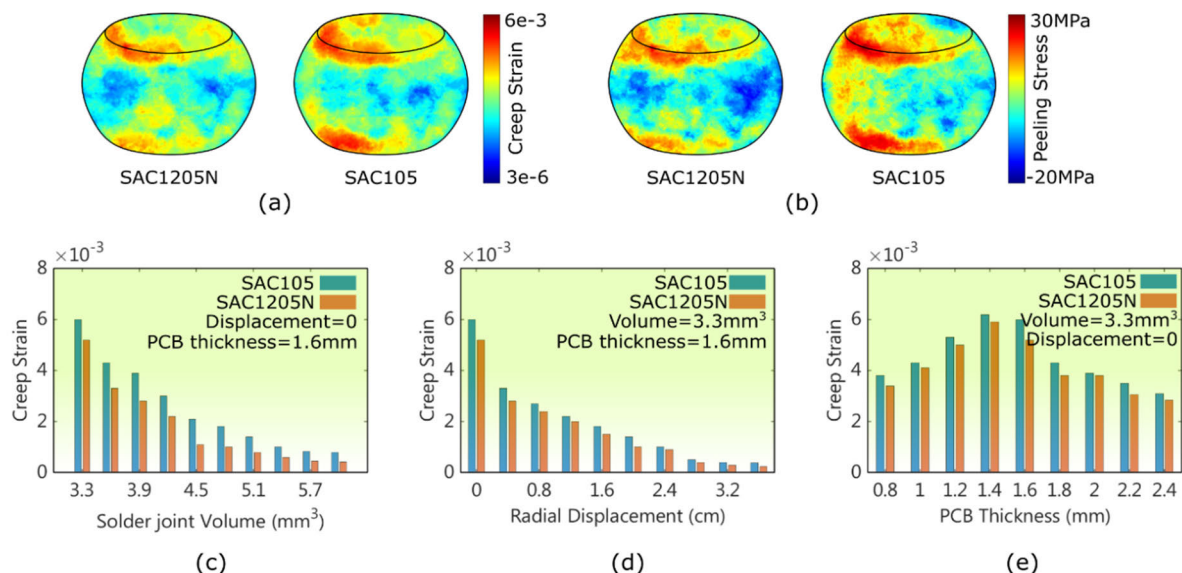 6e-3
Creep Strain
3e-6
SAC1205N
SAC105
(a)
30MPa
Peeling Stress
-20MPa
SAC1205N
SAC105
(b)
×10⁻³
8
6
4
2
0
Creep Strain
SAC105
SAC1205N
Displacement=0
PCB thickness=1.6mm
3.3 3.9 4.5 5.1 5.7
Solder joint Volume (mm³)
(c)
×10⁻³
8
6
4
2
0
Creep Strain
SAC105
SAC1205N
Volume=3.3mm³
PCB thickness=1.6mm
0 0.8 1.6 2.4 3.2
Radial Displacement (cm)
(d)
×10⁻³
8
6
4
2
0
Creep Strain
SAC105
SAC1205N
Volume=3.3mm³
Displacement=0
0.8 1 1.2 1.4 1.6 1.8 2 2.2 2.4
PCB Thickness (mm)
(e)